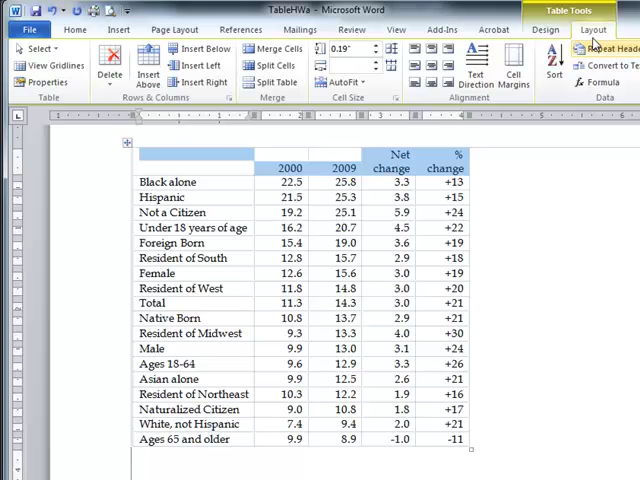 TableHWa - Microsoft Word
Table Tools
File Home Insert Page Layout References Mailings Review View Add-Ins Acrobat Design Layout
Select
View Gridlines
Properties
Table
Delete
Insert Above
Insert Below
Insert Left
Insert Right
Rows & Columns
Merge Cells
Split Cells
Split Table
Merge
0.19"
AutoFit
Cell Size
Text Direction
Cell Margins
Alignment
Sort
Repeat Heade
Convert to Te
Formula
Data
1 1 2 3 4
Net %
2000 2009 change change
Black alone 22.5 25.8 3.3 +13
Hispanic 21.5 25.3 3.8 +15
Not a Citizen 19.2 25.1 5.9 +24
Under 18 years of age 16.2 20.7 4.5 +22
Foreign Born 15.4 19.0 3.6 +19
Resident of South 12.8 15.7 2.9 +18
Female 12.6 15.6 3.0 +19
Resident of West 11.8 14.8 3.0 +20
Total 11.3 14.3 3.0 +21
Native Born 10.8 13.7 2.9 +21
Resident of Midwest 9.3 13.3 4.0 +30
Male 9.9 13.0 3.1 +24
Ages 18-64 9.6 12.9 3.3 +26
Asian alone 9.9 12.5 2.6 +21
Resident of Northeast 10.3 12.2 1.9 +16
Naturalized Citizen 9.0 10.8 1.8 +17
White, not Hispanic 7.4 9.4 2.0 +21
Ages 65 and older 9.9 8.9 -1.0 -11